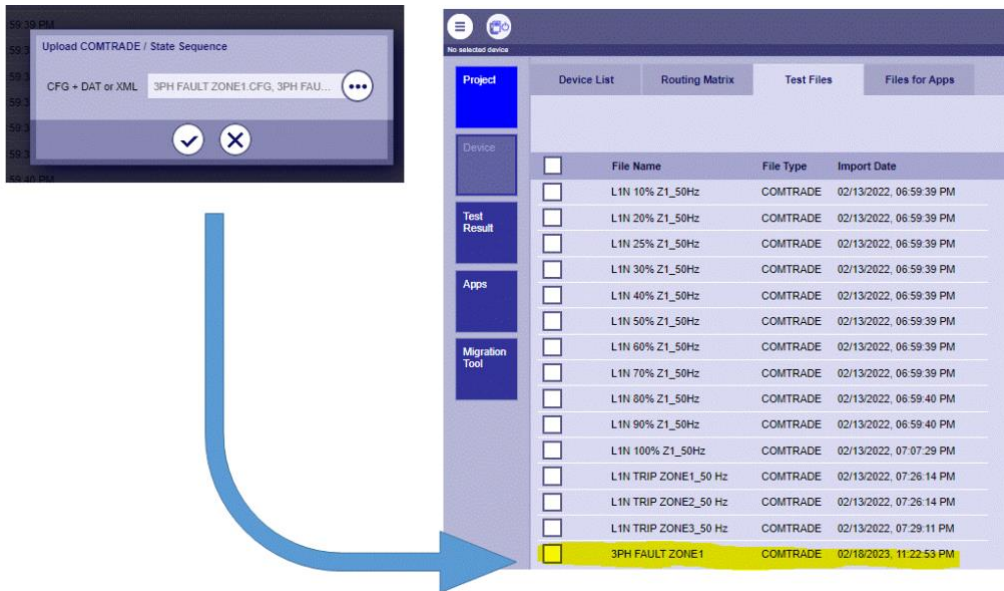 59:39 PM
Upload COMTRADE / State Sequence
CFG + DAT or XML 3PH FAULT ZONE1.CFG, 3PH FAU...
59:40 PM
No selected device
Project
Device
Test
Result
Apps
Migration
Tool
Device List Routing Matrix Test Files Files for Apps
File Name File Type Import Date
L1N 10% Z1_50Hz COMTRADE 02/13/2022, 06:59:39 PM
L1N 20% Z1_50Hz COMTRADE 02/13/2022, 06:59:39 PM
L1N 25% Z1_50Hz COMTRADE 02/13/2022, 06:59:39 PM
L1N 30% Z1_50Hz COMTRADE 02/13/2022, 06:59:39 PM
L1N 40% Z1_50Hz COMTRADE 02/13/2022, 06:59:39 PM
L1N 50% Z1_50Hz COMTRADE 02/13/2022, 06:59:39 PM
L1N 60% Z1_50Hz COMTRADE 02/13/2022, 06:59:39 PM
L1N 70% Z1_50Hz COMTRADE 02/13/2022, 06:59:39 PM
L1N 80% Z1_50Hz COMTRADE 02/13/2022, 06:59:40 PM
L1N 90% Z1_50Hz COMTRADE 02/13/2022, 06:59:40 PM
L1N 100% Z1_50Hz COMTRADE 02/13/2022, 07:07:29 PM
L1N TRIP ZONE1_50 Hz COMTRADE 02/13/2022, 07:26:14 PM
L1N TRIP ZONE2_50 Hz COMTRADE 02/13/2022, 07:26:14 PM
L1N TRIP ZONE3_50 Hz COMTRADE 02/13/2022, 07:29:11 PM
3PH FAULT ZONE1 COMTRADE 02/18/2023, 11:22:53 PM